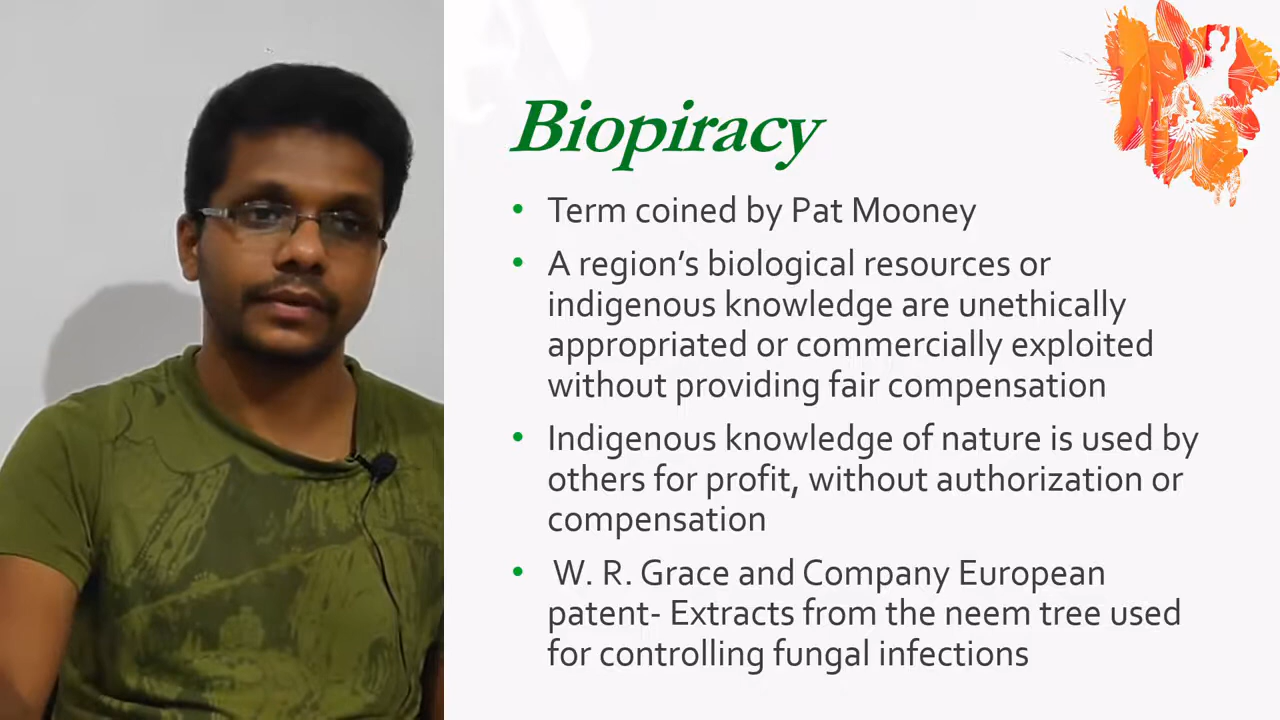 Biopiracy
• Term coined by Pat Mooney
• A region's biological resources or
indigenous knowledge are unethically
appropriated or commercially exploited
without providing fair compensation
• Indigenous knowledge of nature is used by
others for profit, without authorization or
compensation
• W. R. Grace and Company European
patent- Extracts from the neem tree used
for controlling fungal infections